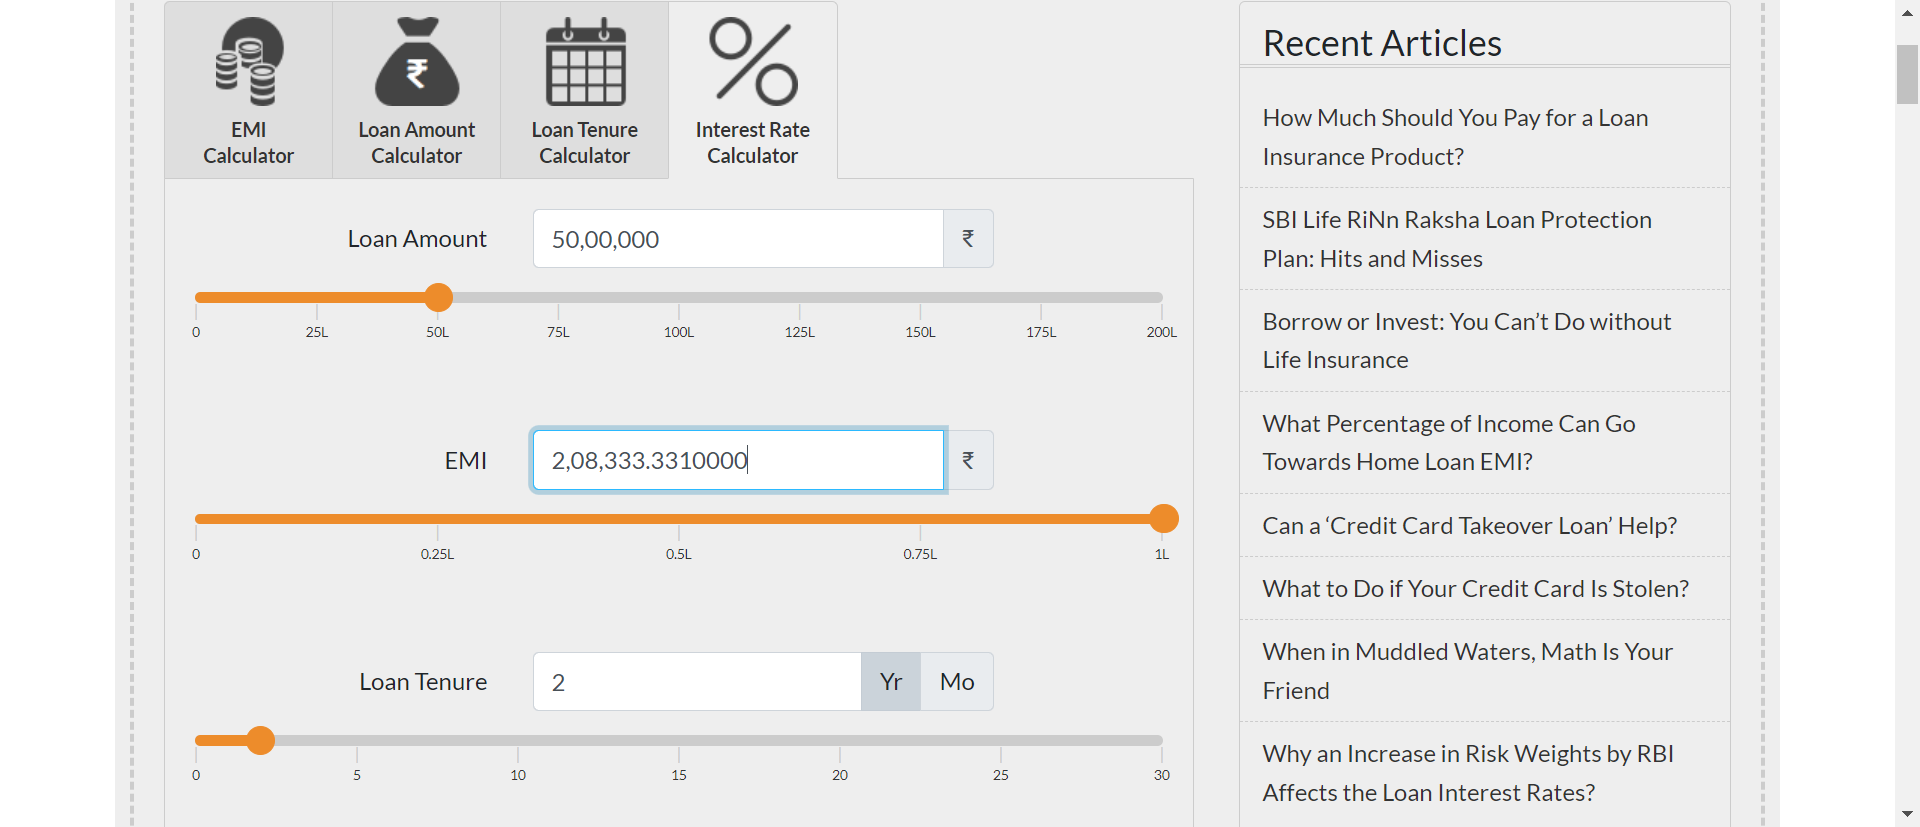 EMI
Calculator
Loan Amount
Calculator
Loan Tenure
Calculator
Interest Rate
Calculator
Loan Amount
50,00,000
₹
0
25L
50L
75L
100L
125L
150L
175L
200L
EMI
2,08,333.3310000
₹
0
0.25L
0.5L
0.75L
1L
Loan Tenure
2
Yr
Mo
0
5
10
15
20
25
30
Recent Articles
How Much Should You Pay for a Loan
Insurance Product?
SBI Life RiNn Raksha Loan Protection
Plan: Hits and Misses
Borrow or Invest: You Can’t Do without
Life Insurance
What Percentage of Income Can Go
Towards Home Loan EMI?
Can a ‘Credit Card Takeover Loan’ Help?
What to Do if Your Credit Card Is Stolen?
When in Muddled Waters, Math Is Your
Friend
Why an Increase in Risk Weights by RBI
Affects the Loan Interest Rates?